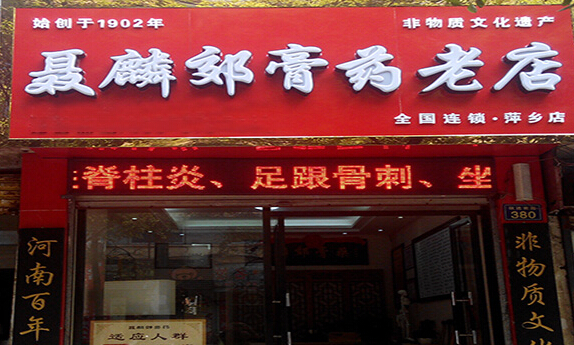 始创于1902年
非物质文化遗产
聂麟郊膏药老店
全国连锁·萍乡店
脊柱炎、足跟骨刺、坐
380
河南百年
非物质文化
适应人群